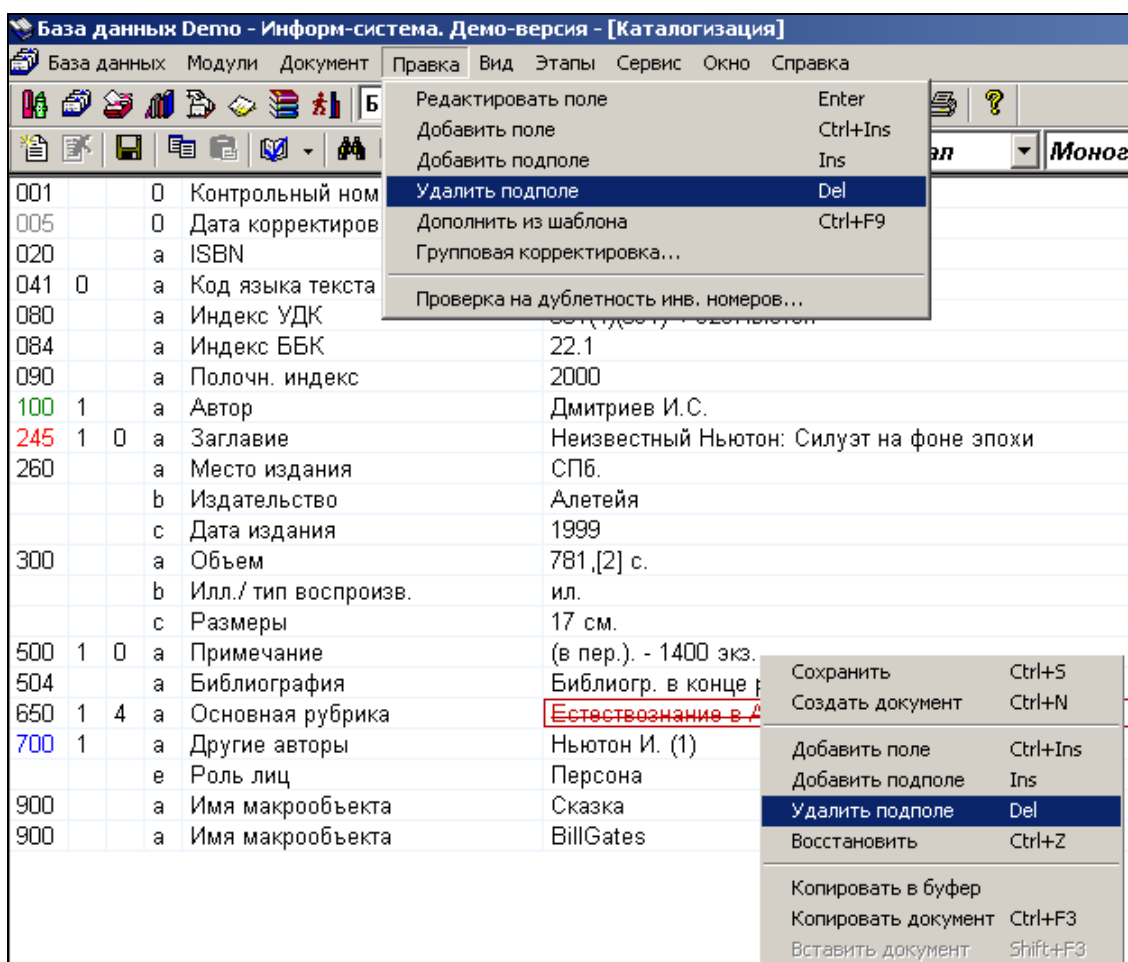 База данных Demo - Информ-система. Демо-версия - [Каталогизация]
База данных Модули Документ Правка Вид Этапы Сервис Окно Справка
Редактировать поле Enter
Добавить поле Ctrl+Ins
Добавить подполе Ins
Удалить подполе Del
Дополнить из шаблона Ctrl+F9
Групповая корректировка...
Проверка на дублетность инв. номеров...
001 0 Контрольный ном
005 0 Дата корректиров
020 a ISBN
041 0 a Код языка текста
080 a Индекс УДК
084 a Индекс ББК 22.1
090 a Полочн. индекс 2000
100 1 a Автор Дмитриев И.С.
245 1 0 a Заглавие Неизвестный Ньютон: Силуэт на фоне эпохи
260 a Место издания СПб.
b Издательство Алетейя
c Дата издания 1999
300 a Объем 781,[2] с.
b Илл./ тип воспроизв. ил.
c Размеры 17 см.
500 1 0 a Примечание (в пер.). - 1400 экз.
504 a Библиография Библиогр. в конце
650 1 4 a Основная рубрика Естествознание в
700 1 a Другие авторы Ньютон И. (1)
e Роль лиц Персона
900 a Имя макрообъекта Сказка
900 a Имя макрообъекта BillGates
Сохранить Ctrl+S
Создать документ Ctrl+N
Добавить поле Ctrl+Ins
Добавить подполе Ins
Удалить подполе Del
Восстановить Ctrl+Z
Копировать в буфер
Копировать документ Ctrl+F3
Вставить документ Shift+F3